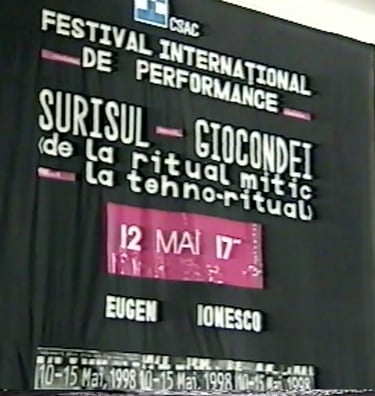 CSAC
FESTIVAL INTERNAȚIONAL
DE PERFORMANCE
SURISUL GIOCONDEI
(de la ritual mitic
la tehno-ritual)
12 MAI 17
EUGEN IONESCO
10-15 Mai, 1998 10-15 Mai, 1998 10-15 Mai, 1998